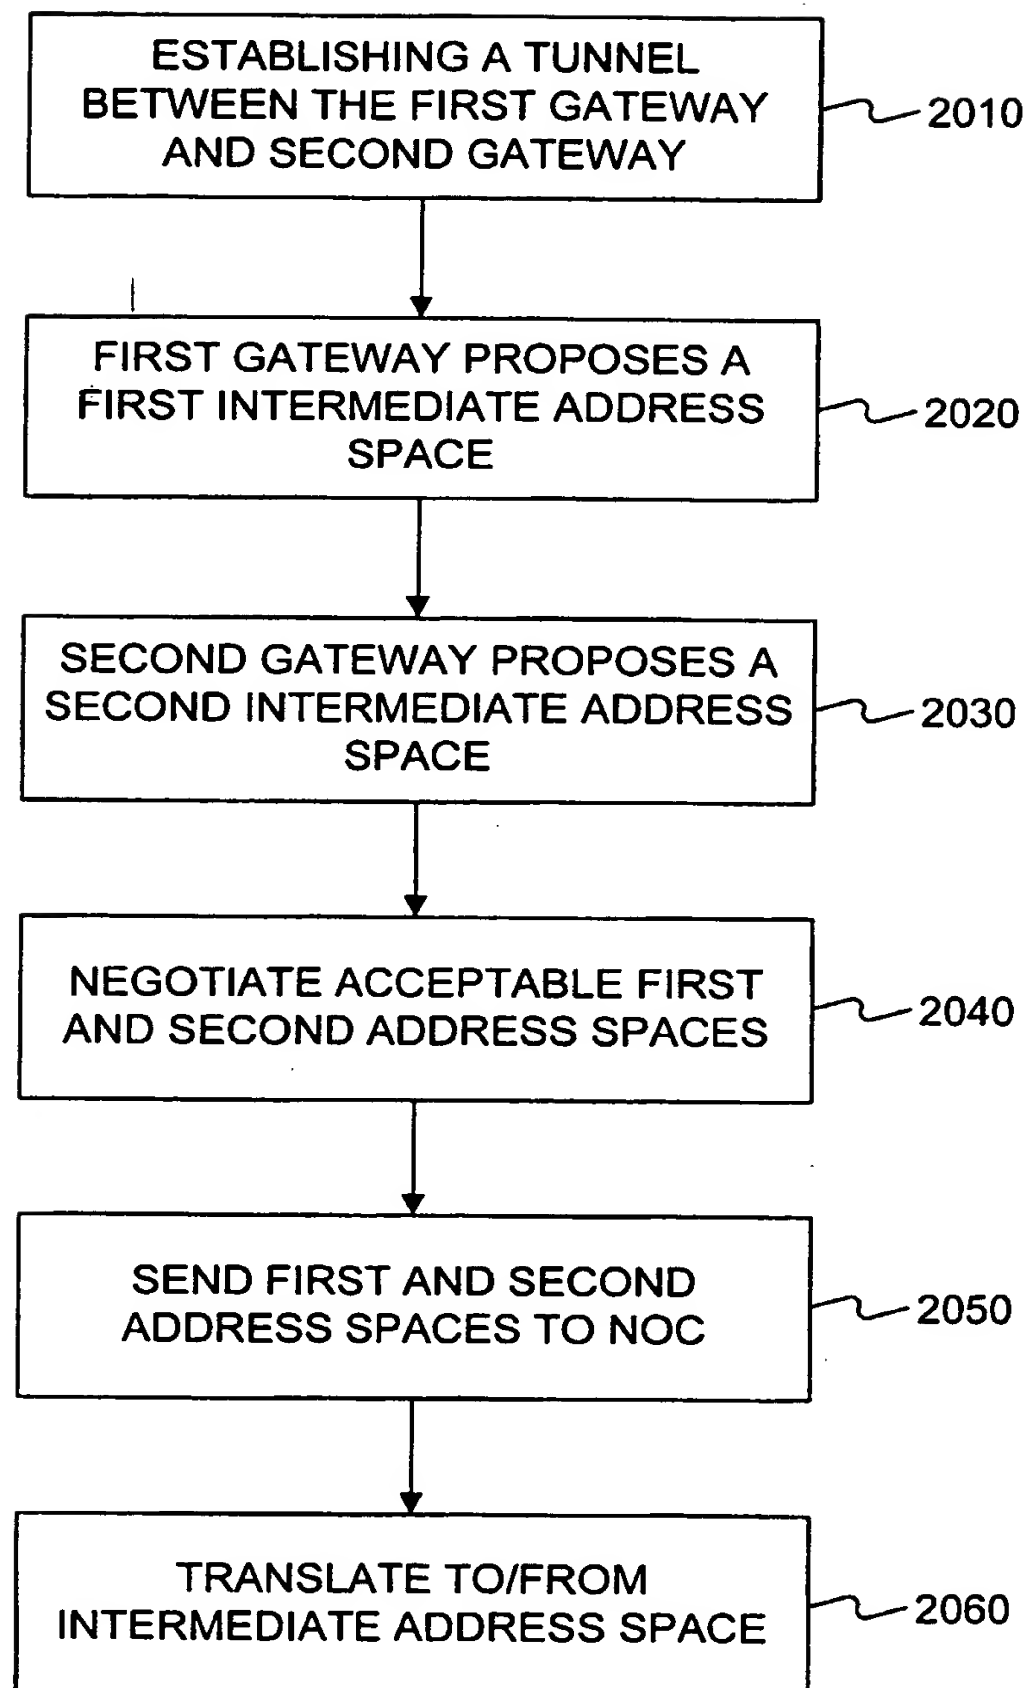 ESTABLISHING A TUNNEL
BETWEEN THE FIRST GATEWAY
AND SECOND GATEWAY
2010
FIRST GATEWAY PROPOSES A
FIRST INTERMEDIATE ADDRESS
SPACE
2020
SECOND GATEWAY PROPOSES A
SECOND INTERMEDIATE ADDRESS
SPACE
2030
NEGOTIATE ACCEPTABLE FIRST
AND SECOND ADDRESS SPACES
2040
SEND FIRST AND SECOND
ADDRESS SPACES TO NOC
2050
TRANSLATE TO/FROM
INTERMEDIATE ADDRESS SPACE
2060